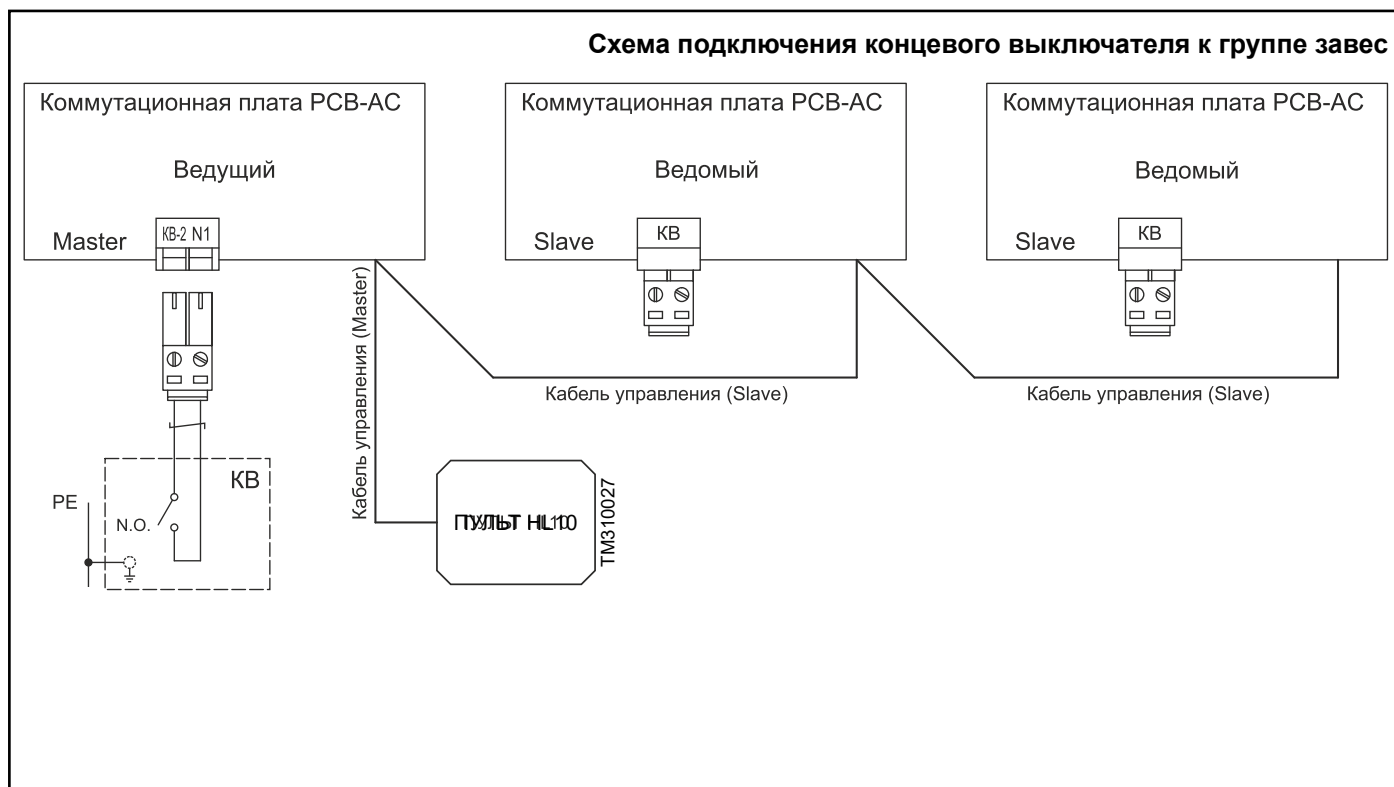 Схема подключения концевого выключателя к группе завес
Коммутационная плата PCB-AC
Ведущий
Master
КВ-2 N1
Коммутационная плата PCB-AC
Ведомый
Slave
КВ
Коммутационная плата PCB-AC
Ведомый
Slave
КВ
Кабель управления (Master)
Кабель управления (Slave)
Кабель управления (Slave)
КВ
PE
N.O.
ПУЛЬТ HL10
TM310027